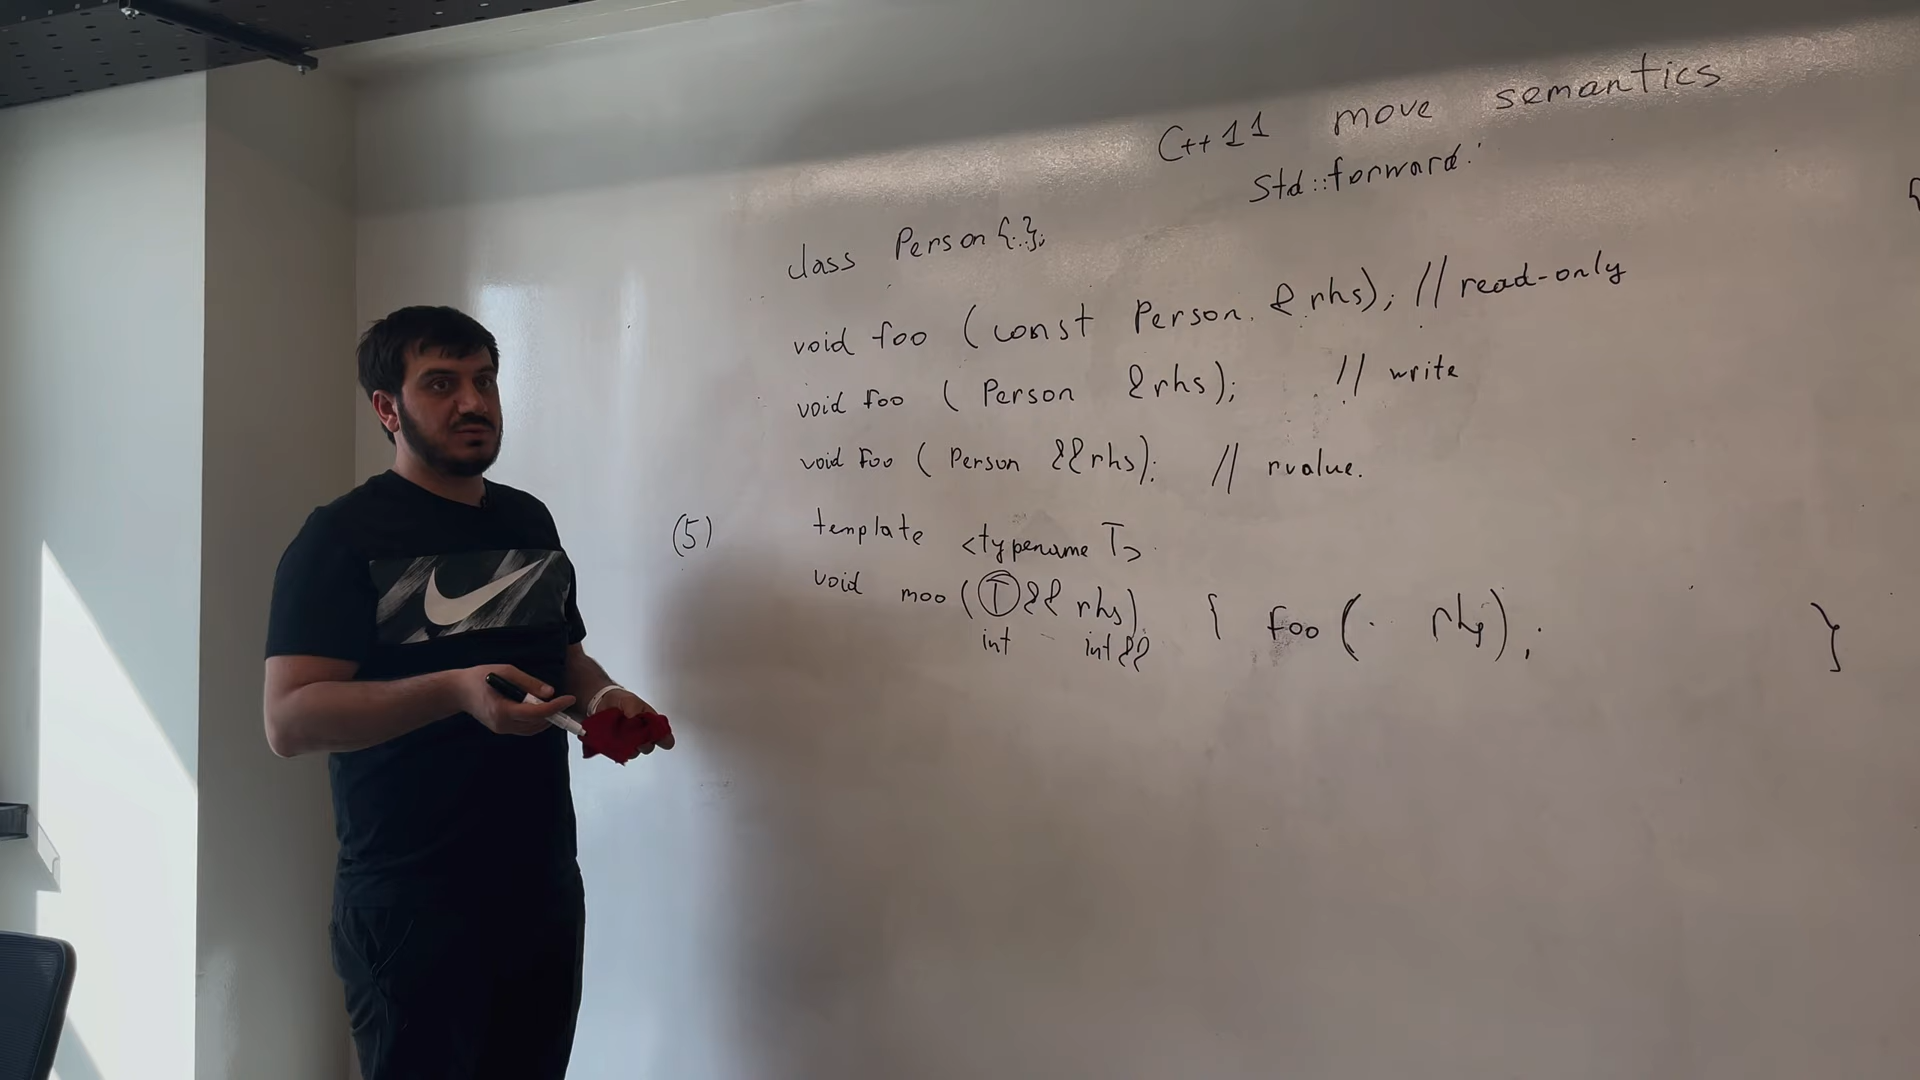 C++11 move semantics
std::forward
class Person{..};
void foo (const Person & rhs); // read-only
void foo ( Person &rhs); // write
void foo ( Person &&rhs); // rvalue.
(5) template <typename T>
void moo (T&& rhs) { foo ( rhs); }
int int&&